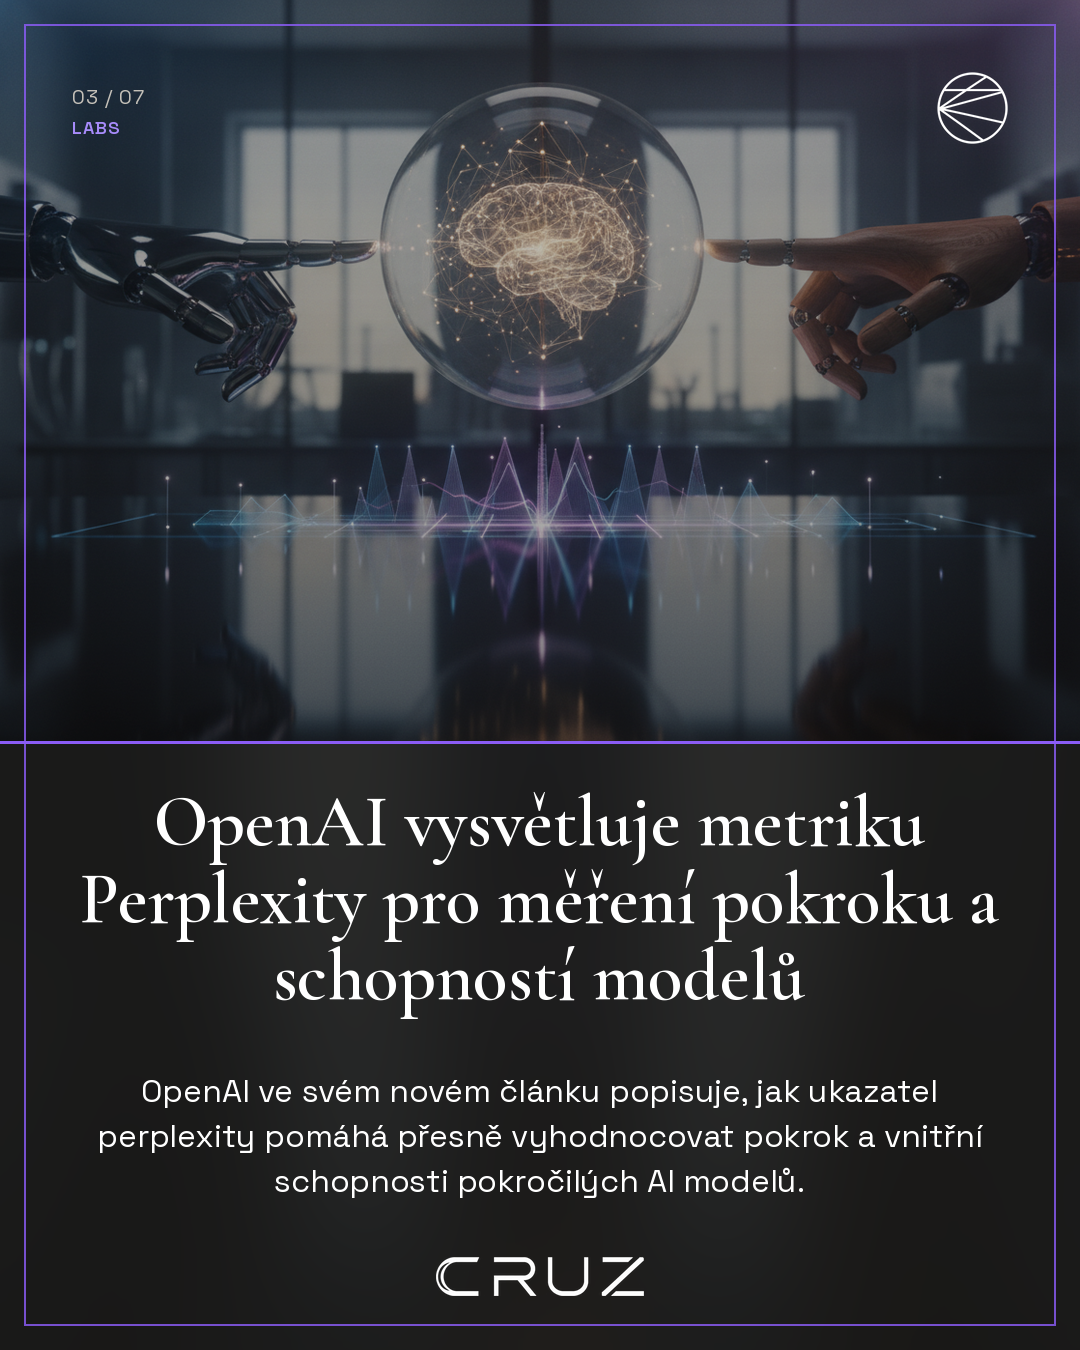 03 / 07
LABS
OpenAI vysvětluje metriku
Perplexity pro měření pokroku a
schopností modelů
OpenAI ve svém novém článku popisuje, jak ukazatel
perplexity pomáhá přesně vyhodnocovat pokrok a vnitřní
schopnosti pokročilých AI modelů.
CRUZ